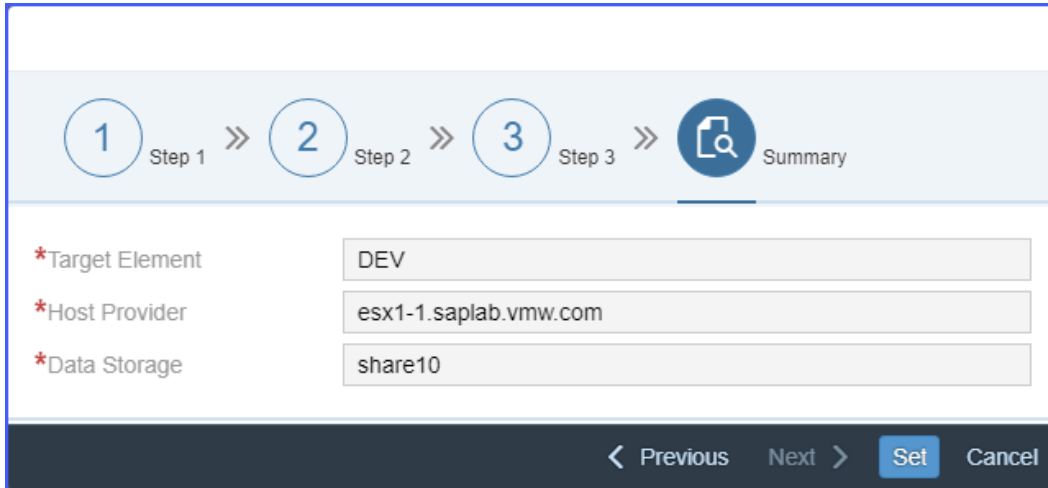 1 Step 1 2 Step 2 3 Step 3 Summary
*Target Element DEV
*Host Provider esx1-1.saplab.vmw.com
*Data Storage share10
Previous Next Set Cancel